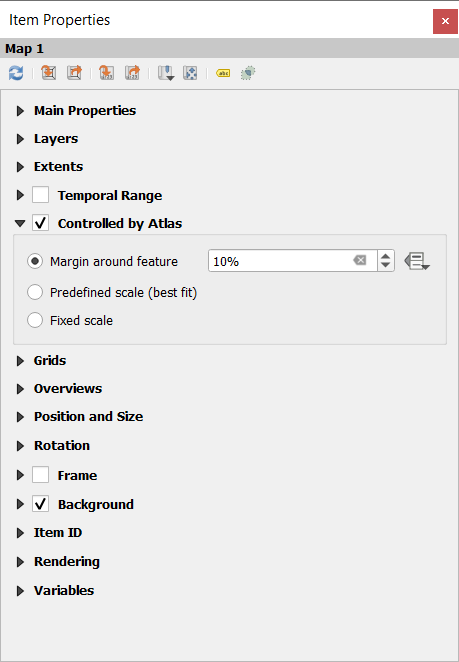 Item Properties
Map 1
abc
Main Properties
Layers
Extents
Temporal Range
Controlled by Atlas
Margin around feature 10%
Predefined scale (best fit)
Fixed scale
Grids
Overviews
Position and Size
Rotation
Frame
Background
Item ID
Rendering
Variables